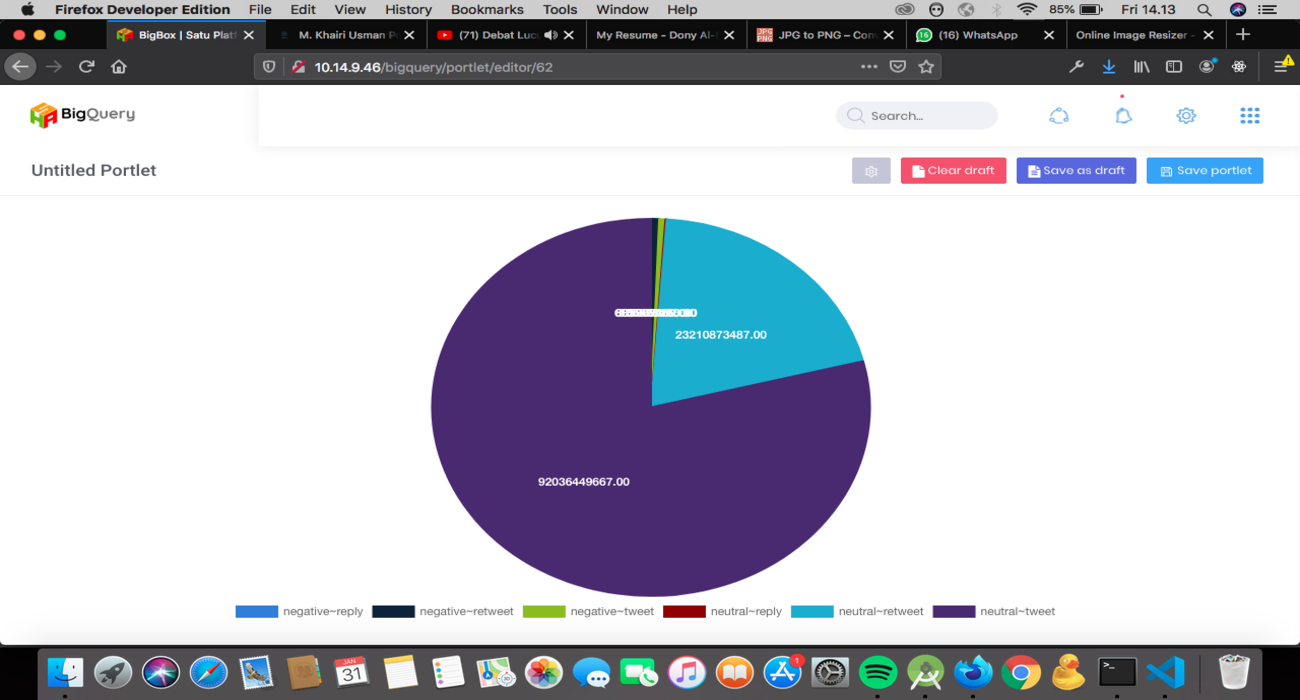 Firefox Developer Edition File Edit View History Bookmarks Tools Window Help 85% Fri 14.13
BigBox | Satu Platf M. Khairi Usman P (71) Debat Lucu My Resume - Dony Al- JPG to PNG – Con 16 (16) WhatsApp Online Image Resizer -
10.14.9.46/bigquery/portlet/editor/62
BigQuery Search...
Untitled Portlet Clear draft Save as draft Save portlet
23210873487.00
92036449667.00
negative~reply negative~retweet negative~tweet neutral~reply neutral~retweet neutral~tweet
JAN 1
31